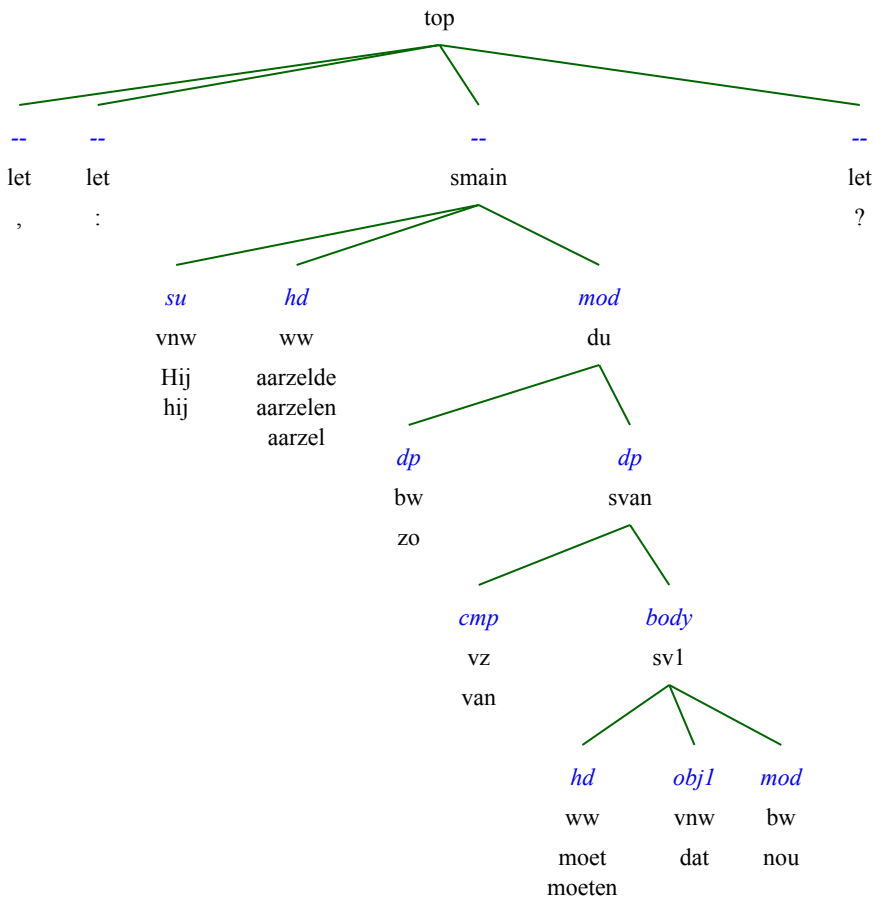 top
-- -- -- --
let let smain let
, : ?
su hd mod
vnw ww du
Hij aarzelde
hij aarzelen
aarzel
dp dp
bw svan
zo
cmp body
vz sv1
van
hd obj1 mod
ww vnw bw
moet dat nou
moeten